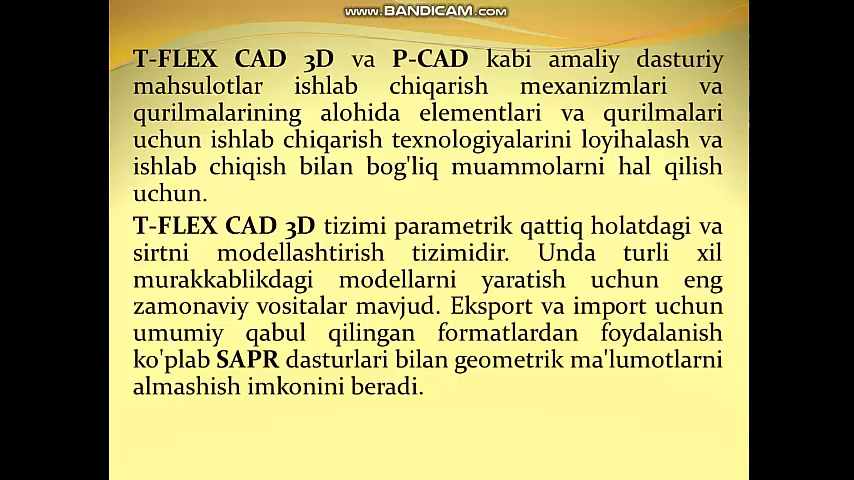 www.BANDICAM.com
T-FLEX CAD 3D va P-CAD kabi amaliy dasturiy
mahsulotlar ishlab chiqarish mexanizmlari va
qurilmalarining alohida elementlari va qurilmalari
uchun ishlab chiqarish texnologiyalarini loyihalash va
ishlab chiqish bilan bog'liq muammolarni hal qilish
uchun.
T-FLEX CAD 3D tizimi parametrik qattiq holatdagi va
sirtni modellashtirish tizimidir. Unda turli xil
murakkablikdagi modellarni yaratish uchun eng
zamonaviy vositalar mavjud. Eksport va import uchun
umumiy qabul qilingan formatlardan foydalanish
ko'plab SAPR dasturlari bilan geometrik ma'lumotlarni
almashish imkonini beradi.